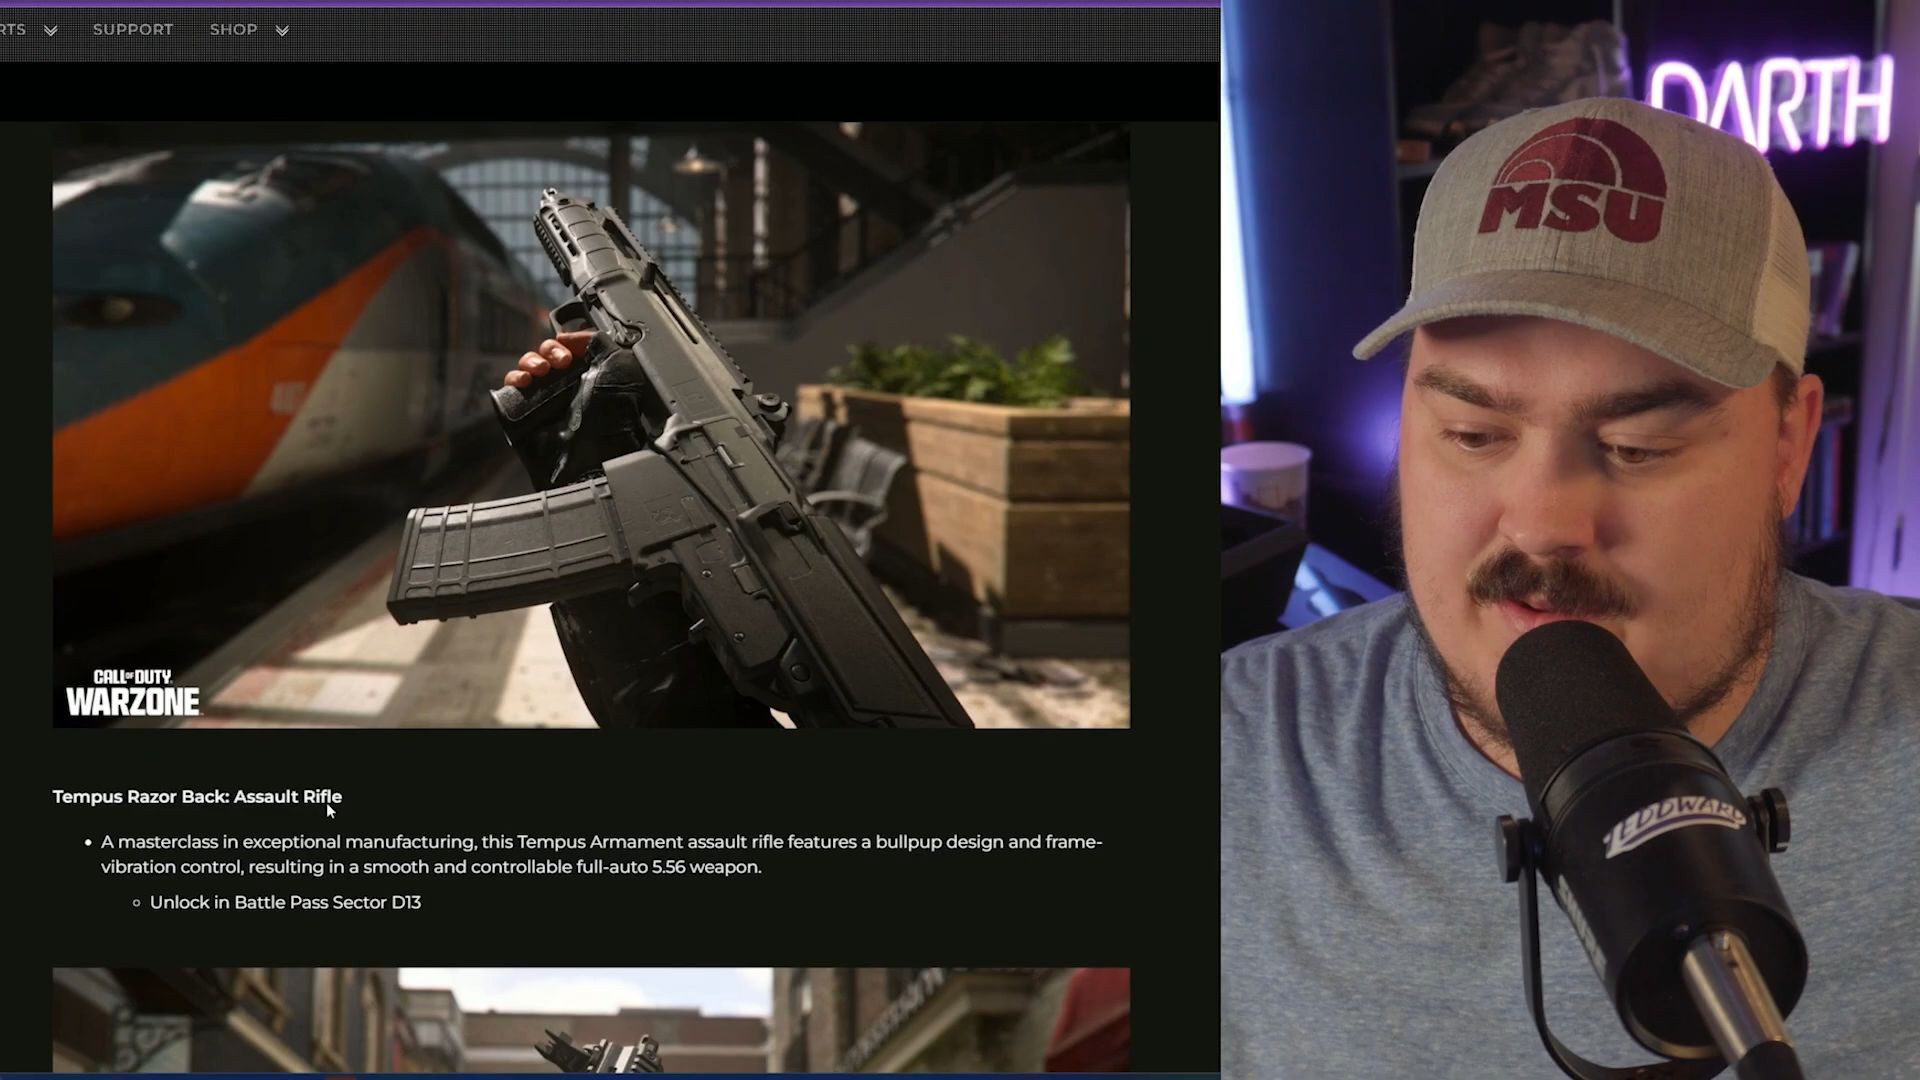 RTS SUPPORT SHOP
DARTH
MSU
CALL OF DUTY
WARZONE
Tempus Razor Back: Assault Rifle
A masterclass in exceptional manufacturing, this Tempus Armament assault rifle features a bullpup design and frame-
vibration control, resulting in a smooth and controllable full-auto 5.56 weapon.
Unlock in Battle Pass Sector D13